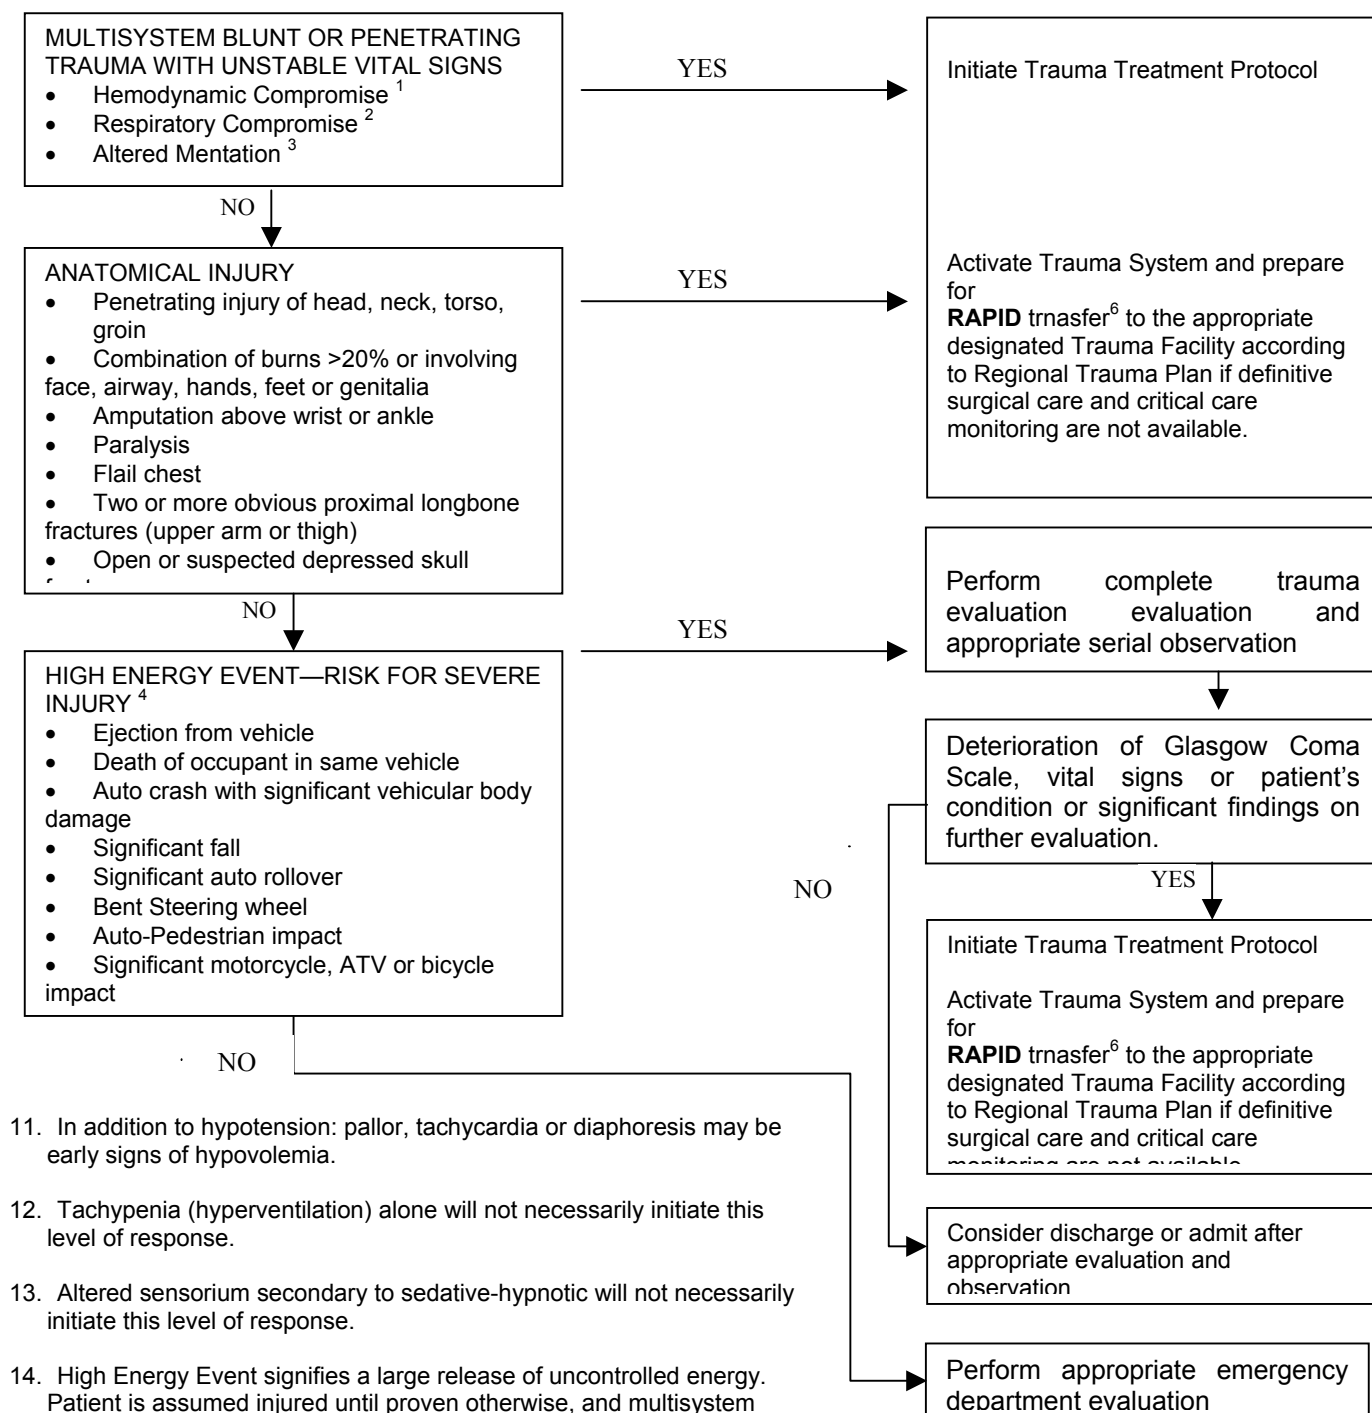 MULTISYSTEM BLUNT OR PENETRATING
TRAUMA WITH UNSTABLE VITAL SIGNS
• Hemodynamic Compromise 1
• Respiratory Compromise 2
• Altered Mentation 3
YES
Initiate Trauma Treatment Protocol
NO
ANATOMICAL INJURY
• Penetrating injury of head, neck, torso,
groin
• Combination of burns >20% or involving
face, airway, hands, feet or genitalia
• Amputation above wrist or ankle
• Paralysis
• Flail chest
• Two or more obvious proximal longbone
fractures (upper arm or thigh)
• Open or suspected depressed skull
YES
Activate Trauma System and prepare
for
RAPID trnasfer6 to the appropriate
designated Trauma Facility according
to Regional Trauma Plan if definitive
surgical care and critical care
monitoring are not available.
NO
HIGH ENERGY EVENT—RISK FOR SEVERE
INJURY 4
• Ejection from vehicle
• Death of occupant in same vehicle
• Auto crash with significant vehicular body
damage
• Significant fall
• Significant auto rollover
• Bent Steering wheel
• Auto-Pedestrian impact
• Significant motorcycle, ATV or bicycle
impact
YES
Perform complete trauma
evaluation evaluation and
appropriate serial observation
Deterioration of Glasgow Coma
Scale, vital signs or patient's
condition or significant findings on
further evaluation.
NO
YES
Initiate Trauma Treatment Protocol
Activate Trauma System and prepare
for
RAPID trnasfer6 to the appropriate
designated Trauma Facility according
to Regional Trauma Plan if definitive
surgical care and critical care
monitoring are not available
Consider discharge or admit after
appropriate evaluation and
observation
NO
Perform appropriate emergency
department evaluation
11. In addition to hypotension: pallor, tachycardia or diaphoresis may be
early signs of hypovolemia.
12. Tachypenia (hyperventilation) alone will not necessarily initiate this
level of response.
13. Altered sensorium secondary to sedative-hypnotic will not necessarily
initiate this level of response.
14. High Energy Event signifies a large release of uncontrolled energy.
Patient is assumed injured until proven otherwise, and multisystem